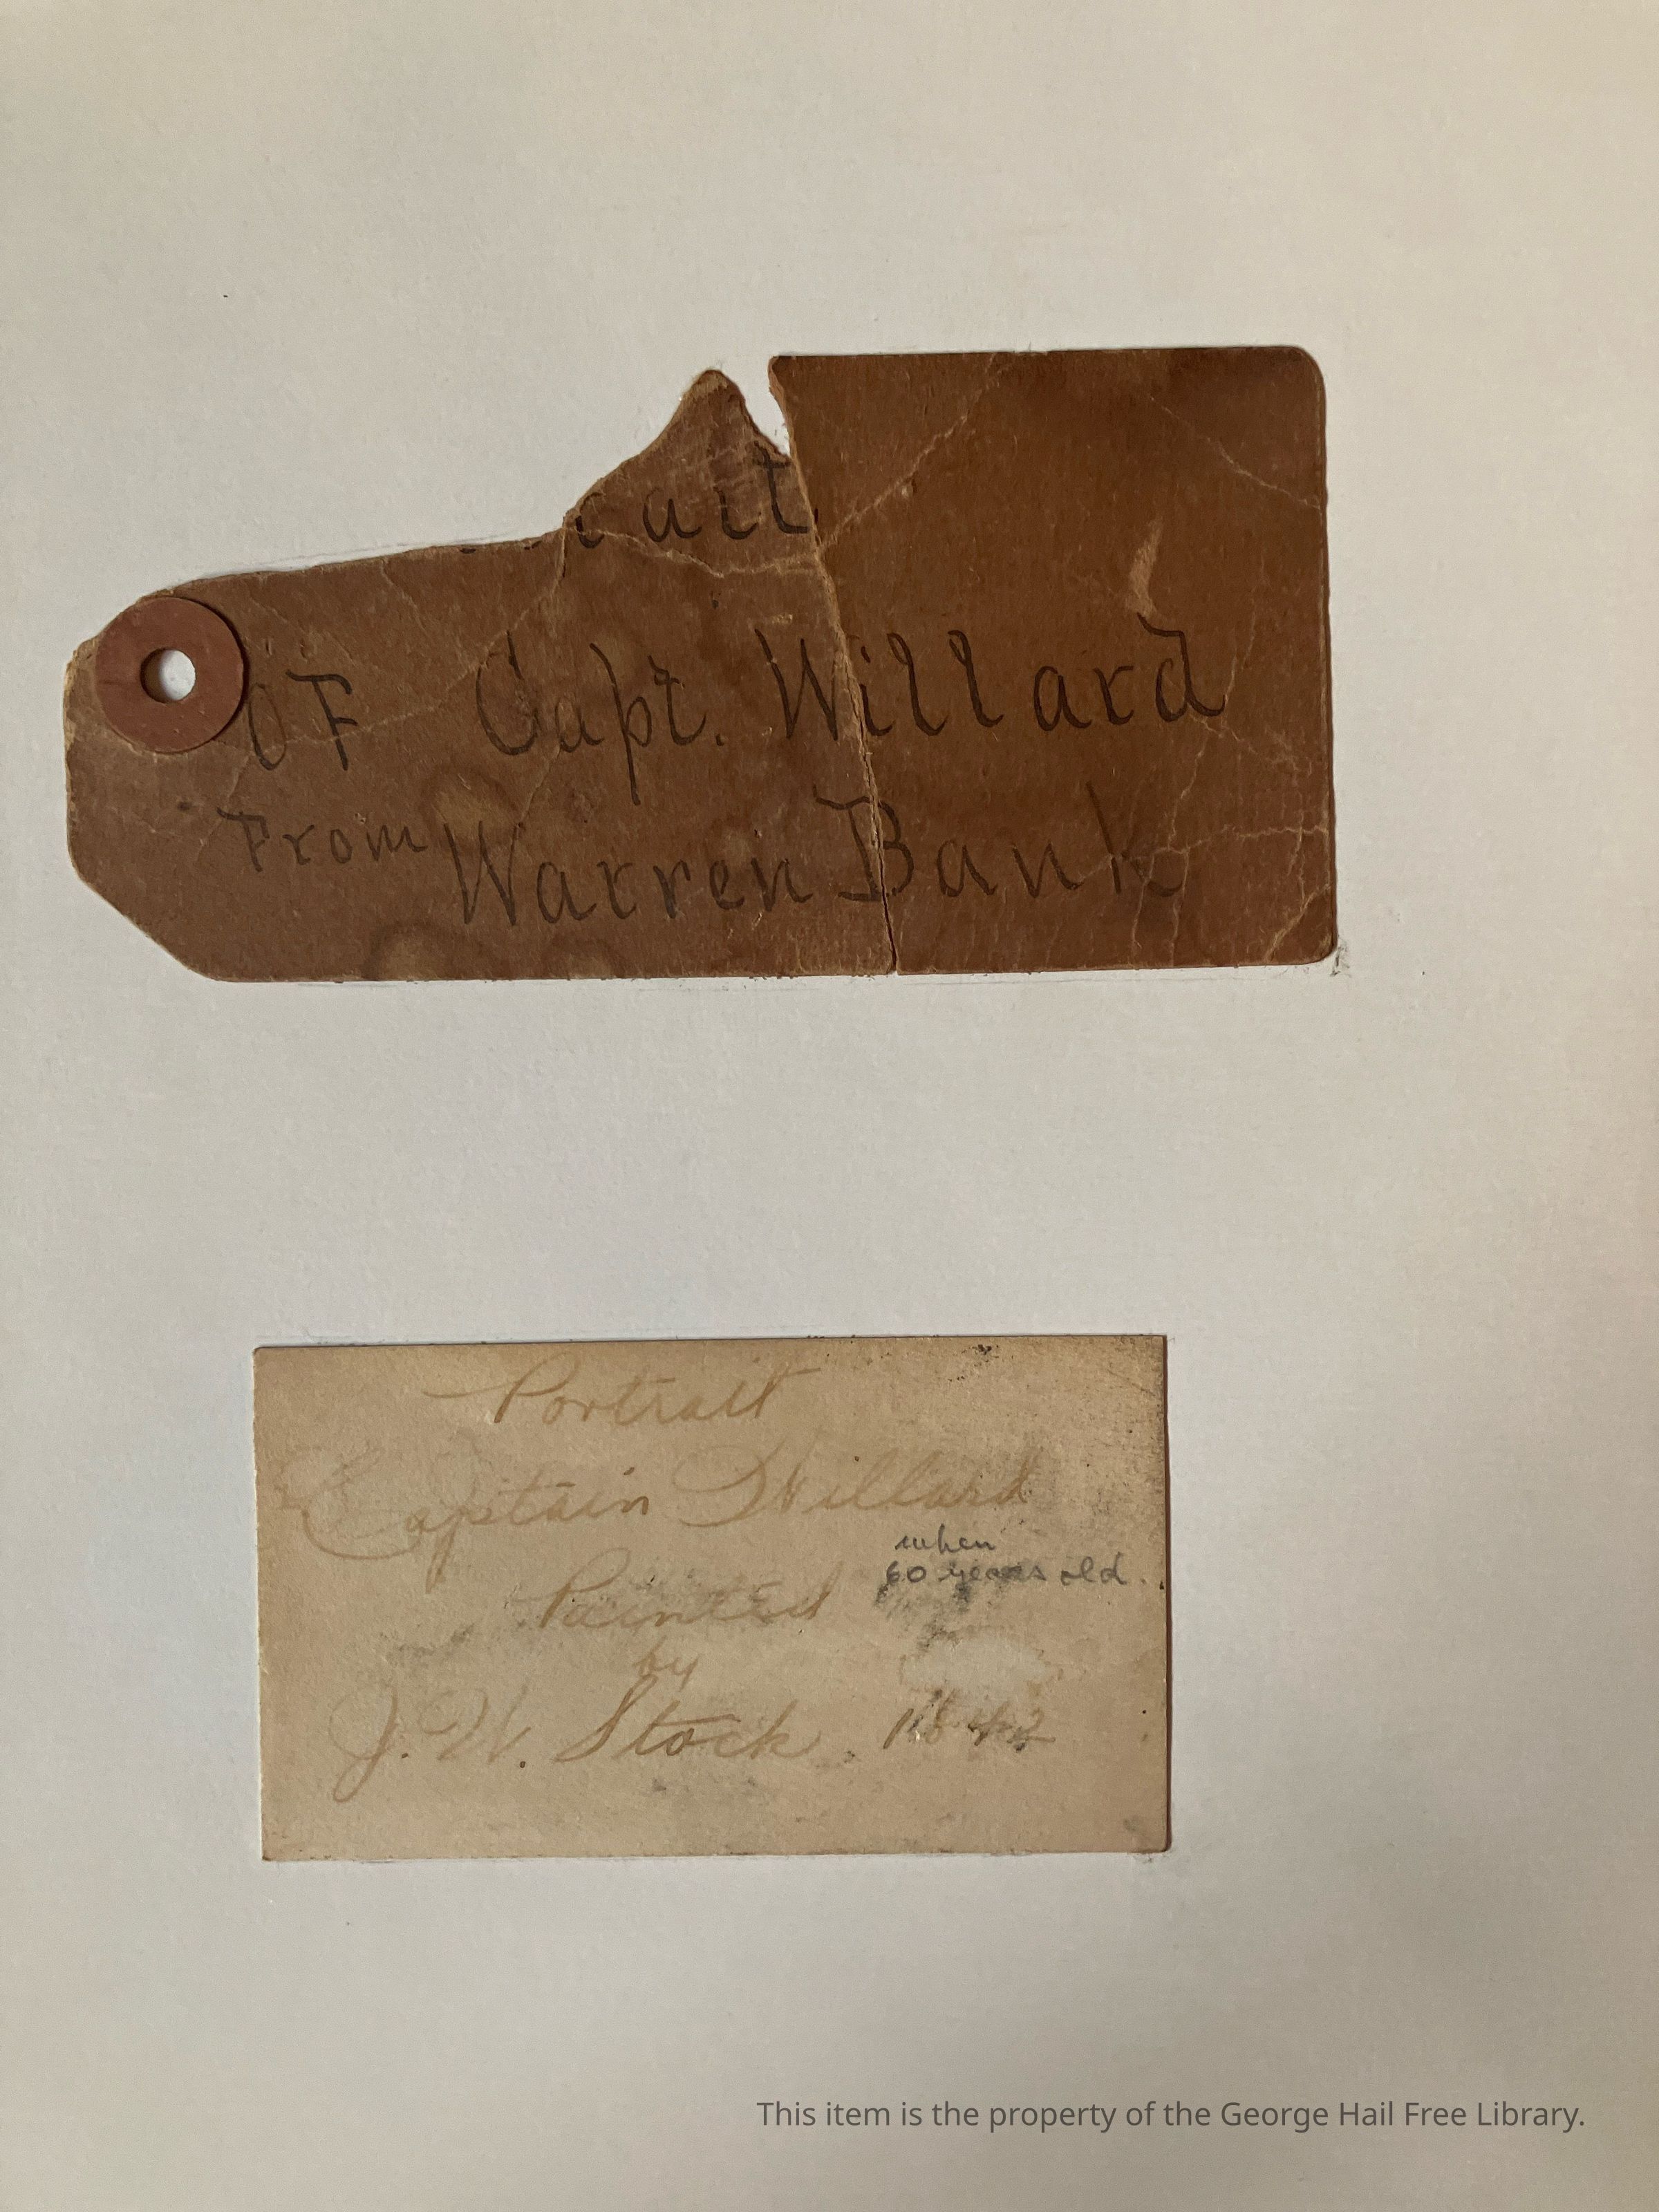 rait
OF Capt. Willard
From Warren Bank
Portrait
Captain Willard
when
60 years old.
Painted
by
J. W. Stock. 1842
This item is the property of the George Hail Free Library.